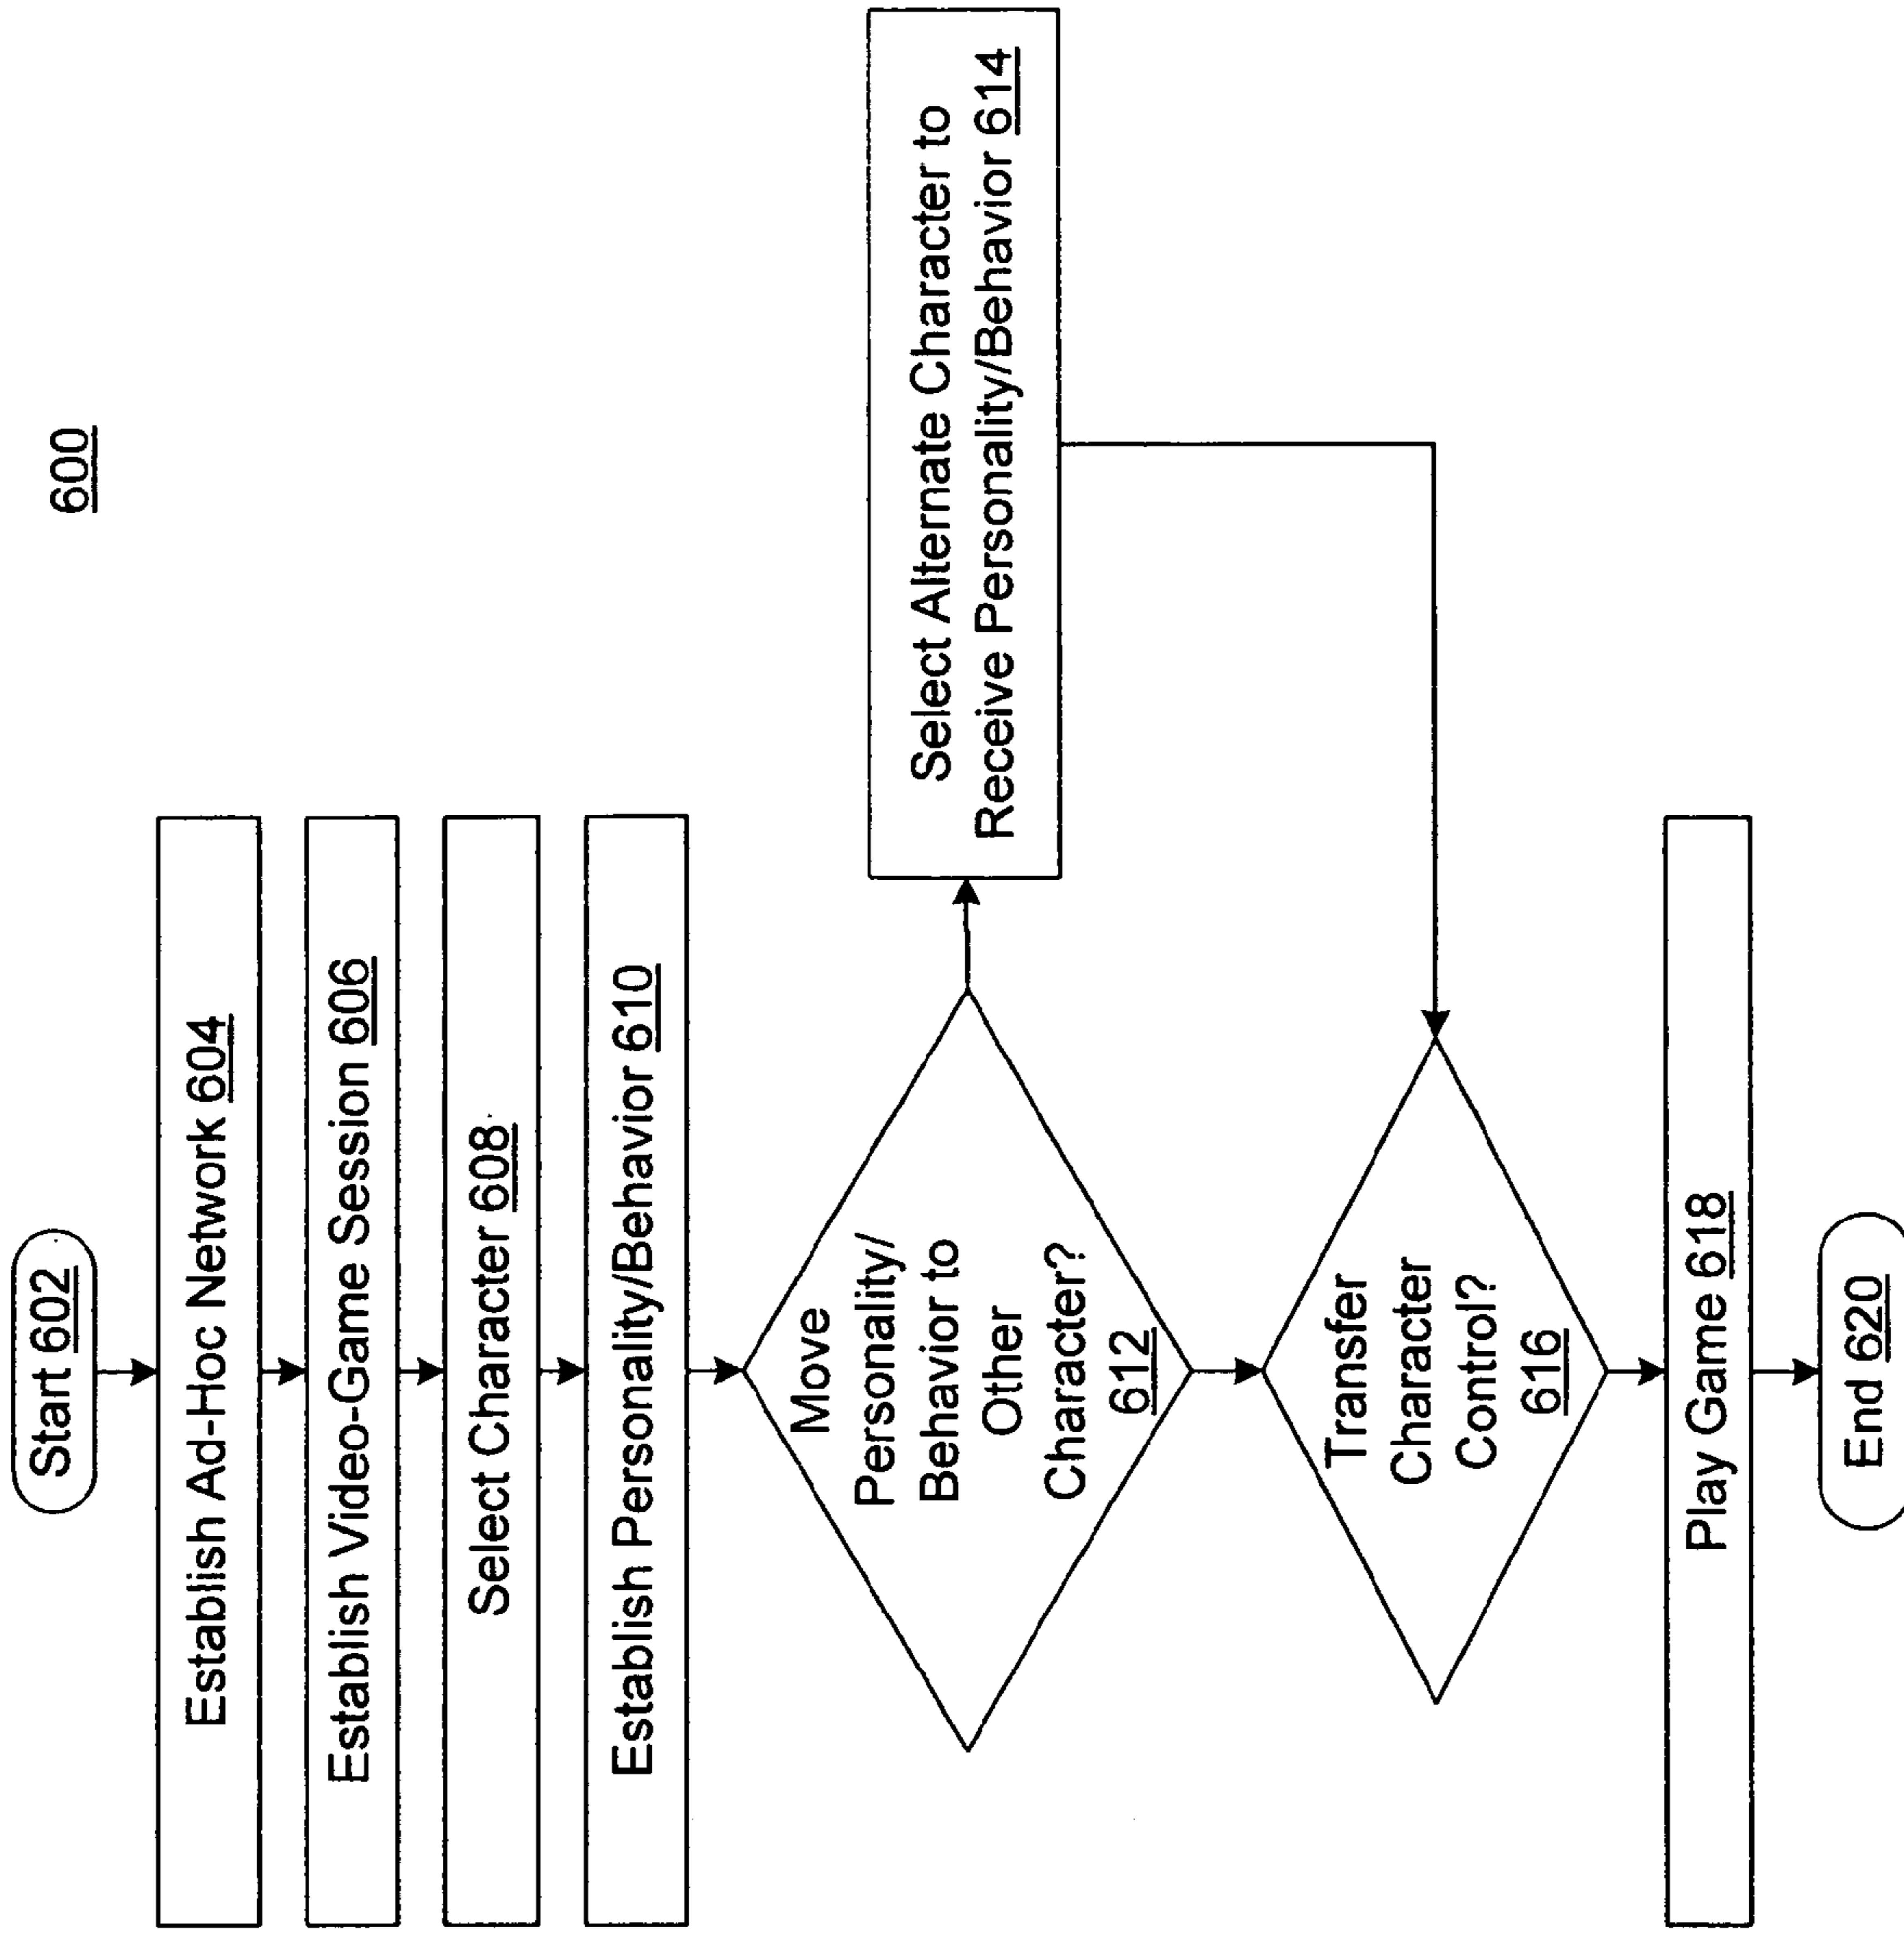 600
Start 602
Establish Ad-Hoc Network 604
Establish Video-Game Session 606
Select Character 608
Establish Personality/Behavior 610
Move
Personality/
Behavior to
Other
Character?
612
Select Alternate Character to
Receive Personality/Behavior 614
Transfer
Character
Control?
616
Play Game 618
End 620